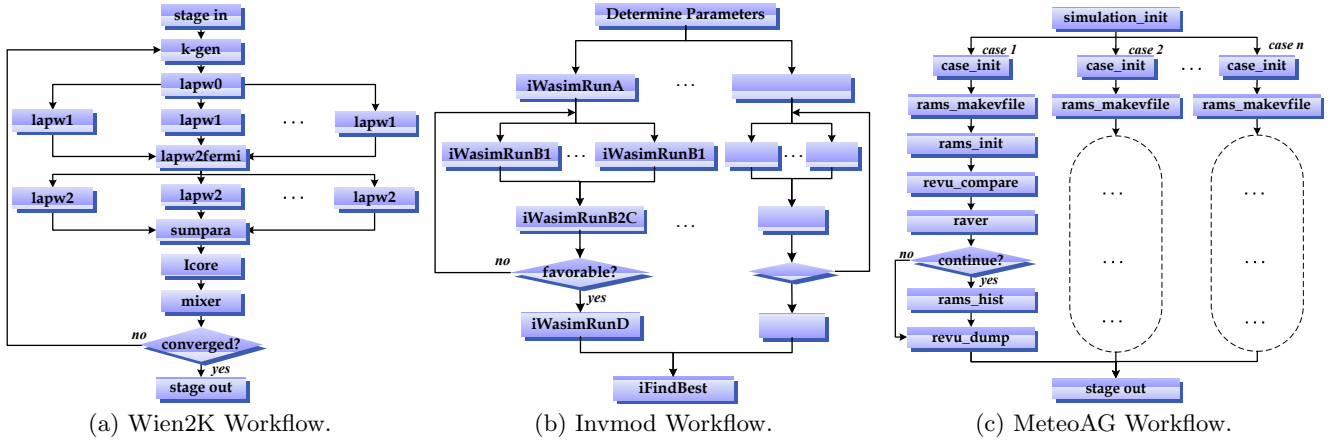 stage in
k-gen
lapw0
lapw1
lapw1
...
lapw1
lapw2fermi
lapw2
lapw2
...
lapw2
sumpara
Icore
mixer
no
converged?
yes
stage out
(a) Wien2K Workflow.
Determine Parameters
iWasimRunA
...
iWasimRunB1
...
iWasimRunB1
...
iWasimRunB2C
...
no
favorable?
yes
iWasimRunD
iFindBest
(b) Invmod Workflow.
simulation_init
case 1
case 2
case n
case_init
case_init
...
case_init
rams_makevfile
rams_makevfile
rams_makevfile
rams_init
revu_compare
...
...
raver
no
continue?
...
...
yes
rams_hist
...
...
revu_dump
stage out
(c) MeteoAG Workflow.